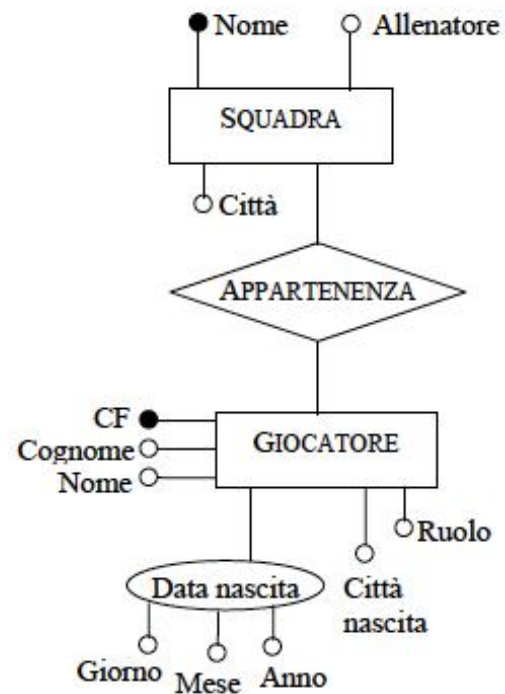 Nome
Allenatore
SQUADRA
Città
APPARTENENZA
CF
Cognome
Nome
GIOCATORE
Ruolo
Data nascita
Città
nascita
Giorno
Mese
Anno